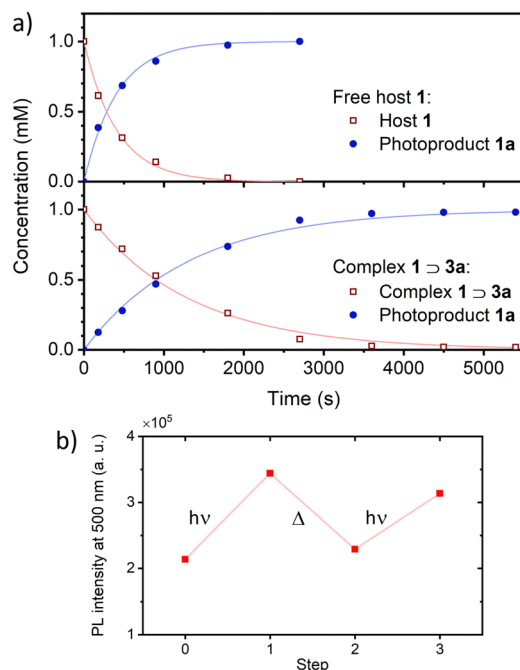 a)
Concentration (mM)
1.0
0.5
0.0
Free host 1:
Host 1
Photoproduct 1a
1.0
0.5
0.0
Complex 1 ⊃ 3a:
Complex 1 ⊃ 3a
Photoproduct 1a
0 1000 2000 3000 4000 5000
Time (s)
b)
×10⁵
PL intensity at 500 nm (a. u.)
4
3
2
1
hν
Δ
hν
0 1 2 3
Step